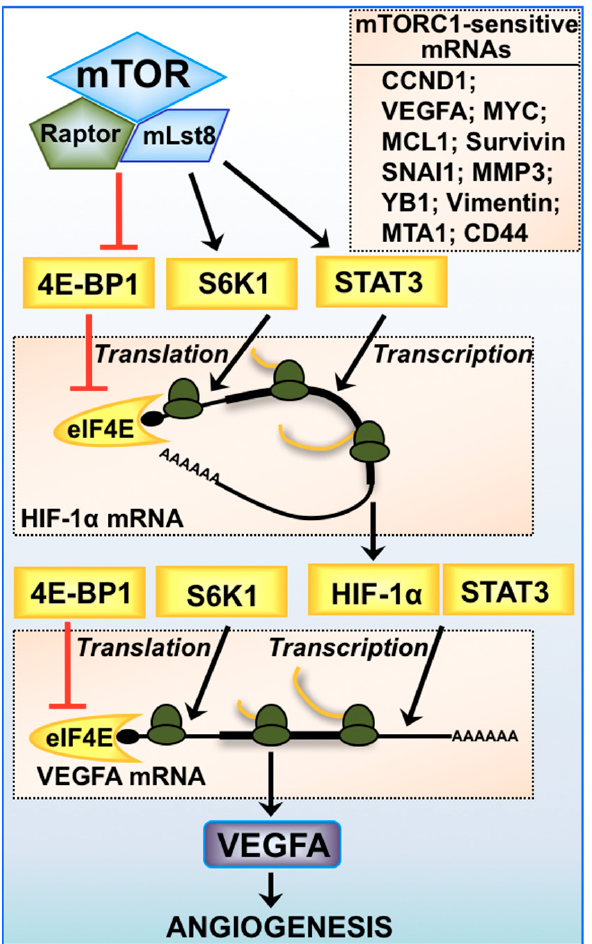 mTORC1-sensitive
mRNAs
CCND1;
VEGFA; MYC;
MCL1; Survivin
SNAI1; MMP3;
YB1; Vimentin;
MTA1; CD44
mTOR
Raptor mLst8
4E-BP1 S6K1 STAT3
Translation Transcription
eIF4E
AAAAAA
HIF-1α mRNA
4E-BP1 S6K1 HIF-1α STAT3
Translation Transcription
eIF4E AAAAAA
VEGFA mRNA
VEGFA
ANGIOGENESIS